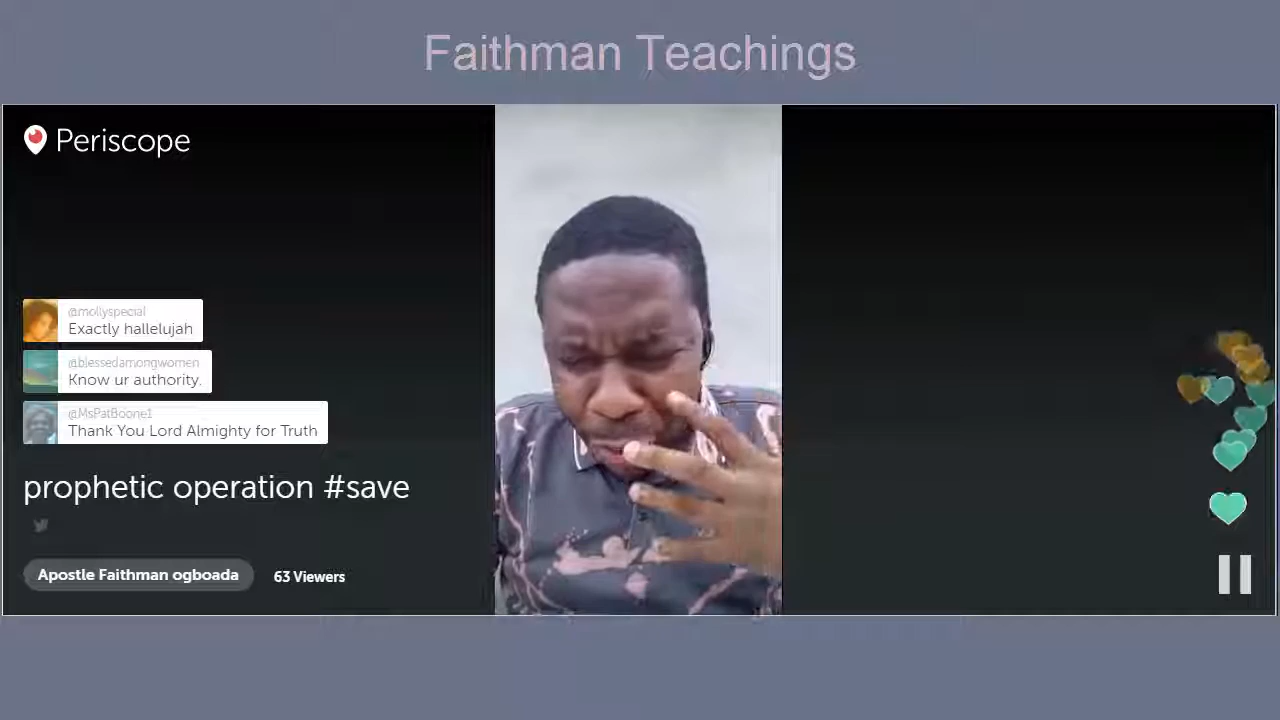 Faithman Teachings
Periscope
@mollyspecial
Exactly hallelujah
@blessedamongwomen
Know ur authority.
@MsPatBoone1
Thank You Lord Almighty for Truth
prophetic operation #save
Apostle Faithman ogboada
63 Viewers